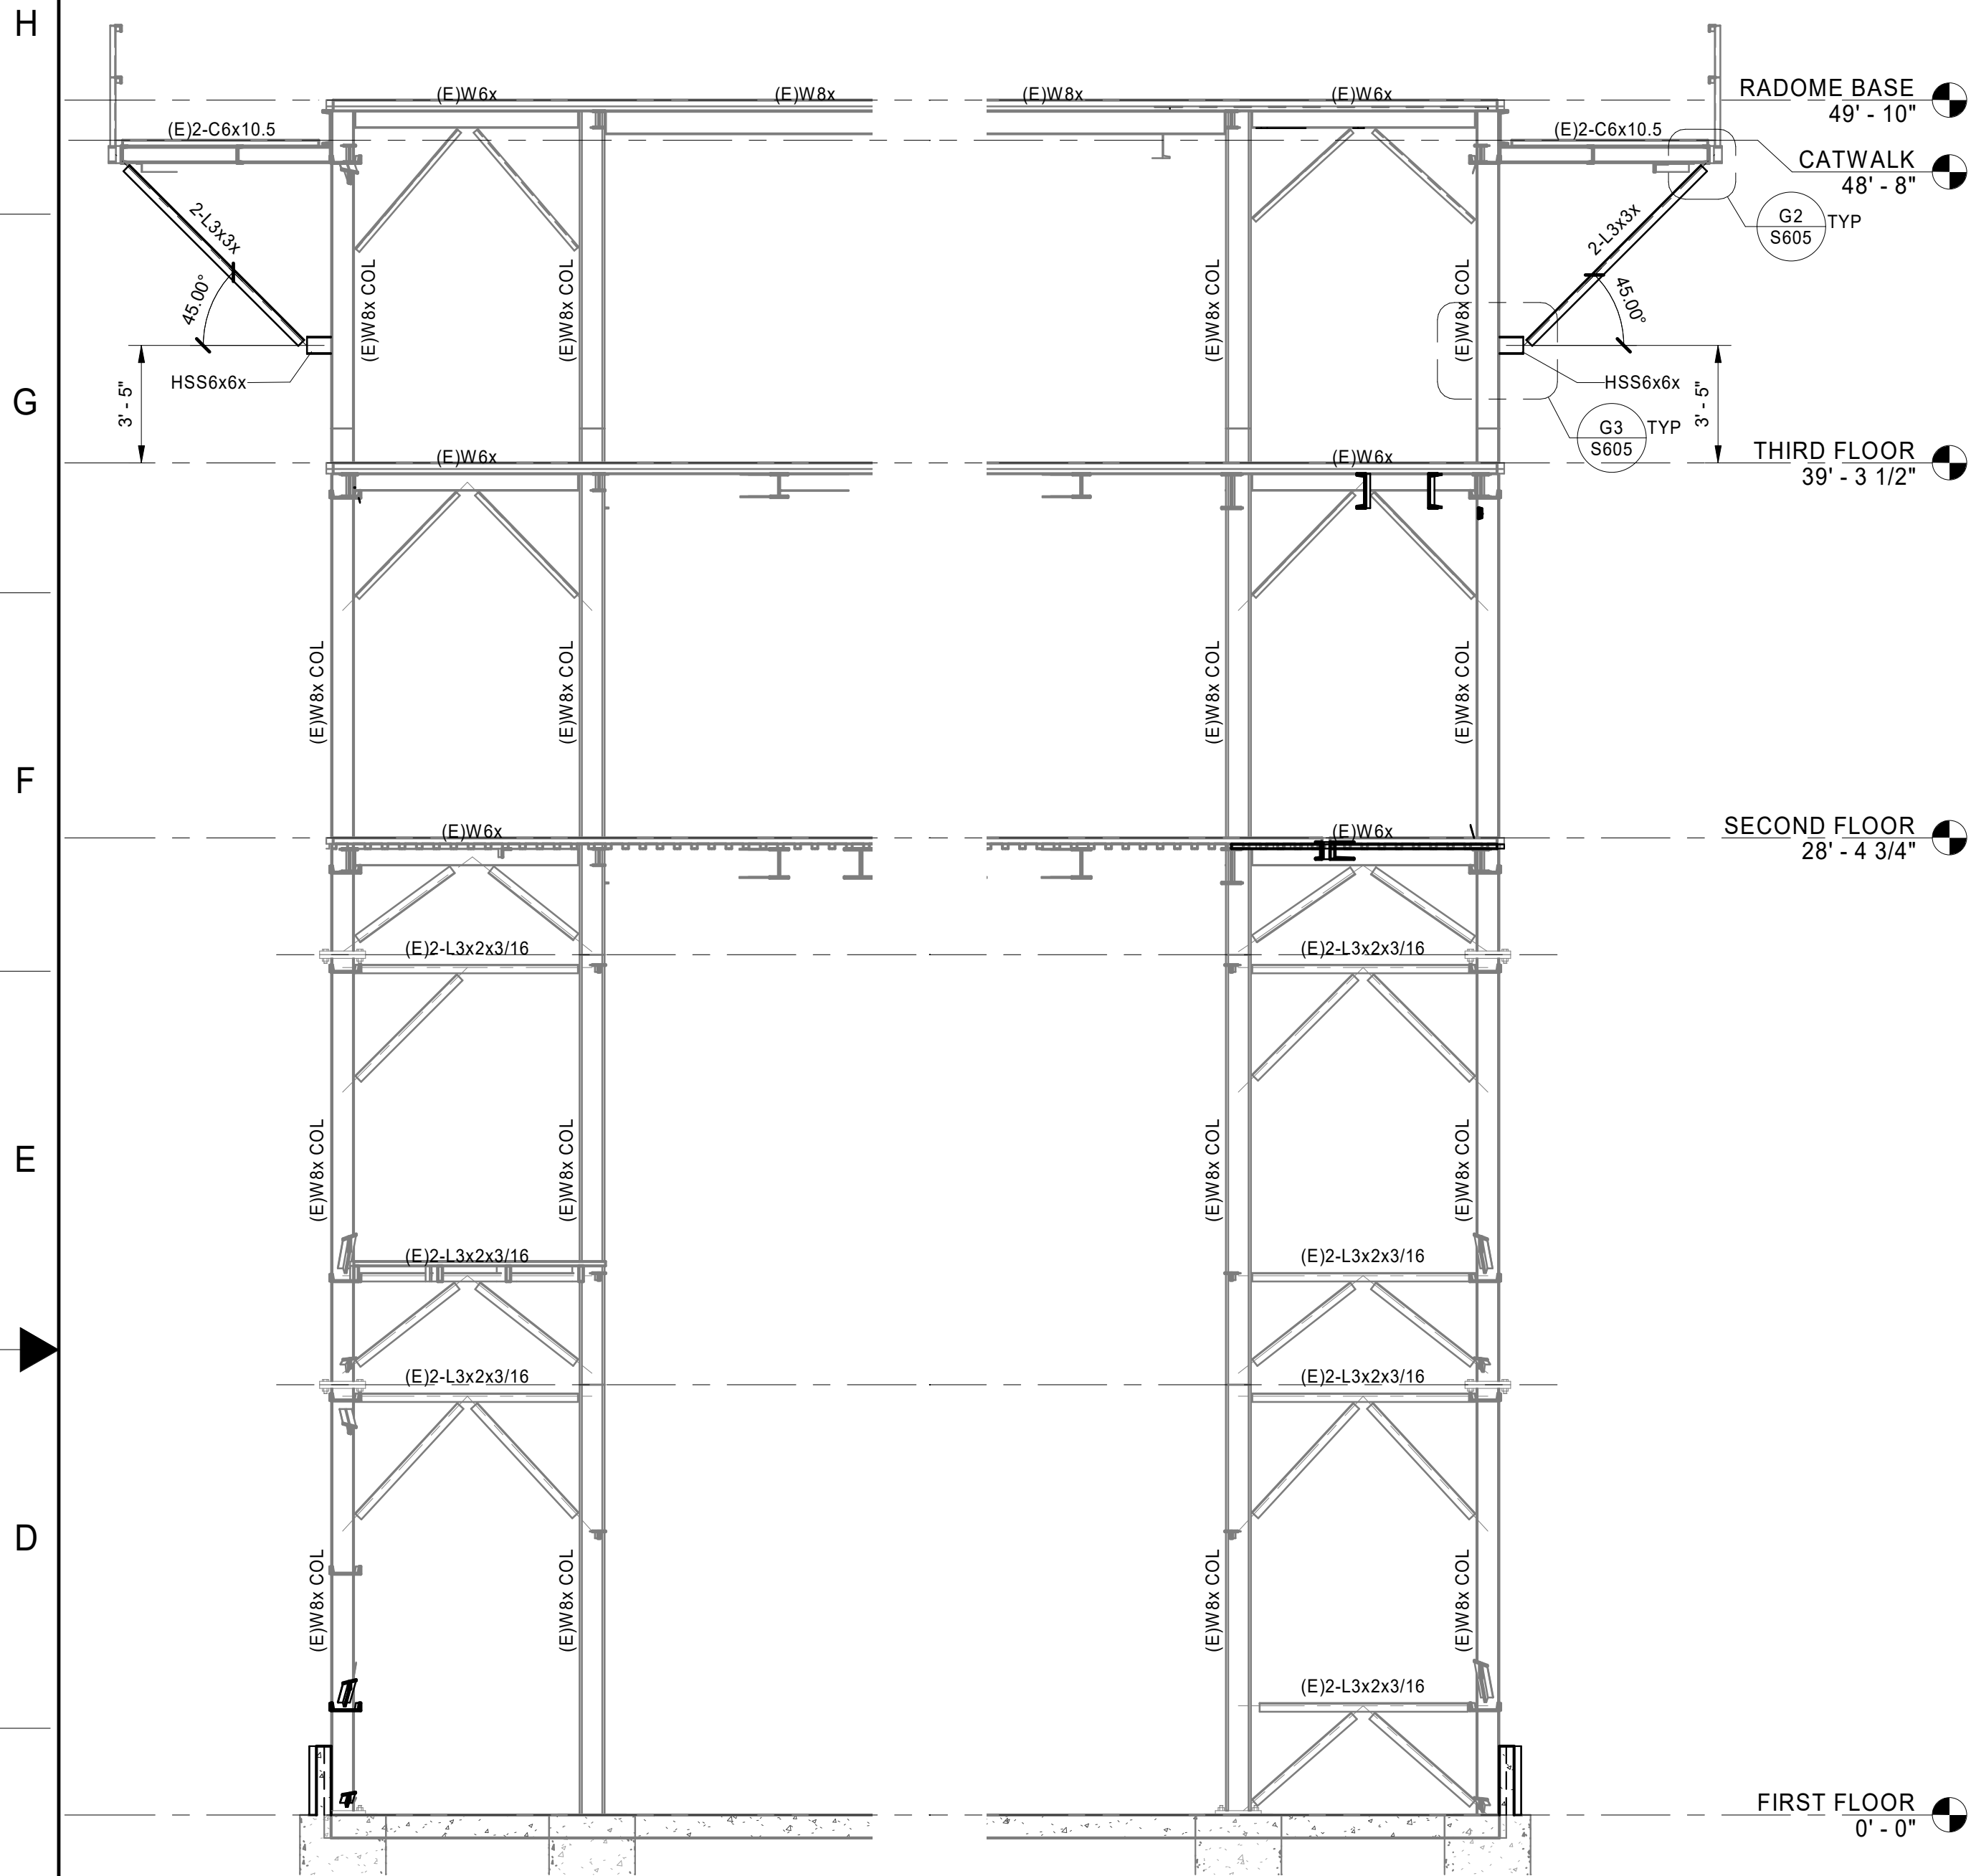 H
(E)W6x
(E)W8x
(E)W8x
(E)W6x
RADOME BASE
49' - 10"
(E)2-C6x10.5
(E)2-C6x10.5
CATWALK
48' - 8"
G2
S605
TYP
2-L3x3x
2-L3x3x
45.00°
45.00°
(E)W8x COL
(E)W8x COL
(E)W8x COL
(E)W8x COL
HSS6x6x
HSS6x6x
3' - 5"
3' - 5"
G
G3
S605
TYP
(E)W6x
(E)W6x
THIRD FLOOR
39' - 3 1/2"
(E)W8x COL
(E)W8x COL
(E)W8x COL
(E)W8x COL
F
(E)W6x
(E)W6x
SECOND FLOOR
28' - 4 3/4"
(E)2-L3x2x3/16
(E)2-L3x2x3/16
E
(E)W8x COL
(E)W8x COL
(E)W8x COL
(E)W8x COL
(E)2-L3x2x3/16
(E)2-L3x2x3/16
(E)2-L3x2x3/16
(E)2-L3x2x3/16
D
(E)W8x COL
(E)W8x COL
(E)W8x COL
(E)W8x COL
(E)2-L3x2x3/16
FIRST FLOOR
0' - 0"